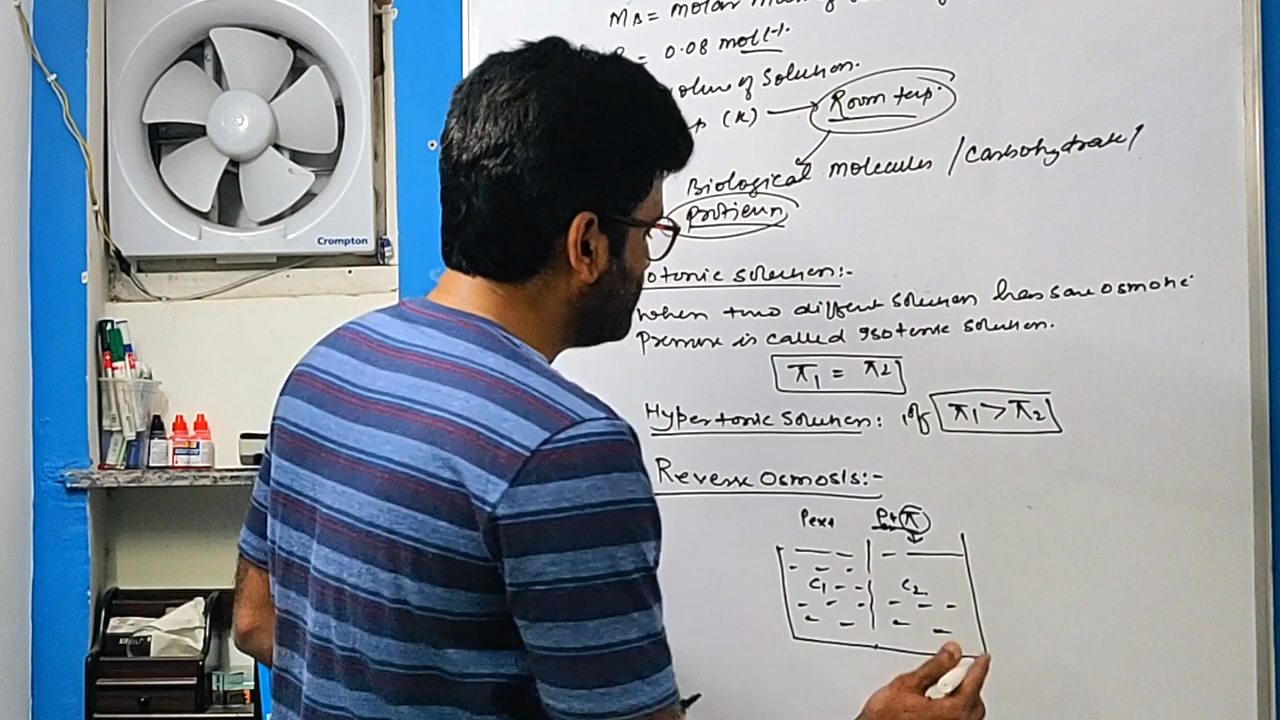 MB = molar
= 0.08 mol L-1.
of Solution.
(K) → Room temp.
Biological molecules / carbohydrate /
protieun
otonic solution:-
when two different solution has same osmotic
Pressure is called isotonic solution.
π1 = π2
Hypertonic Solution: if π1 > π2
Reverse Osmosis:-
Pext P+π
C1 C2
Crompton